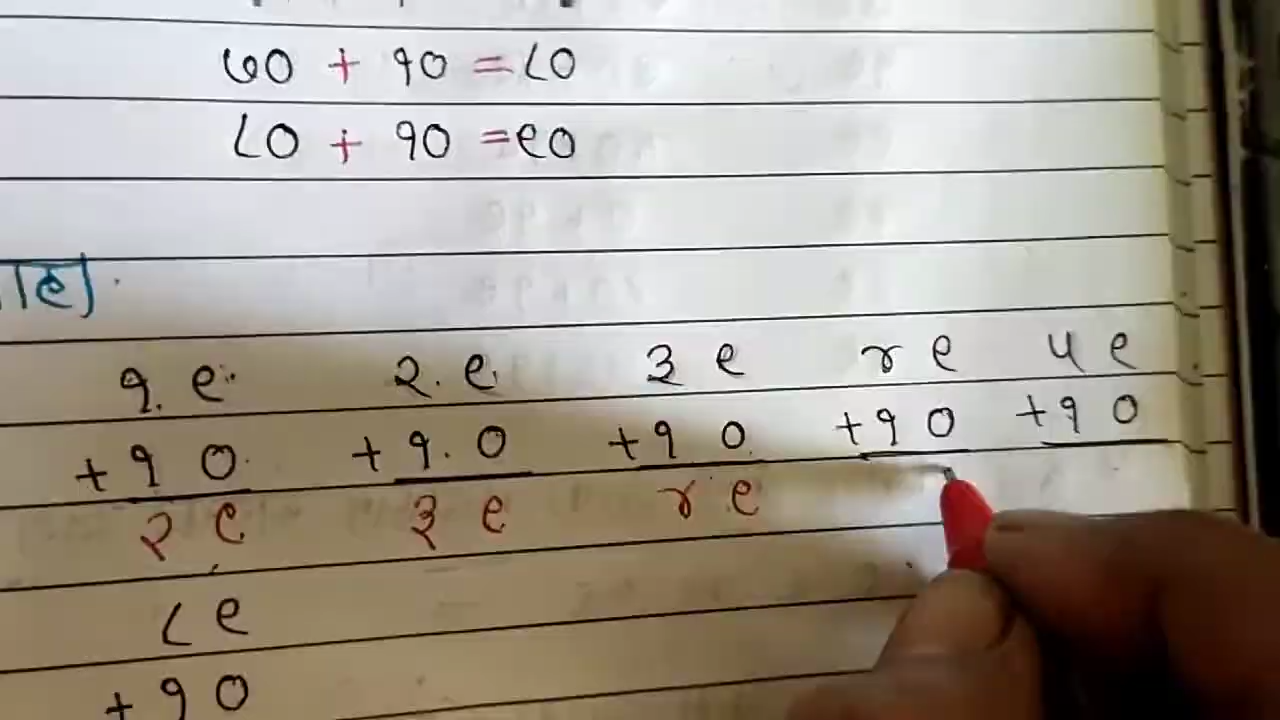 ७० + १० = ८०
८० + १० = ९०
१९ २९ ३९ ४९ ५९
+१० +१० +१० +१० +१०
२९ ३९ ४९
८९
+१०